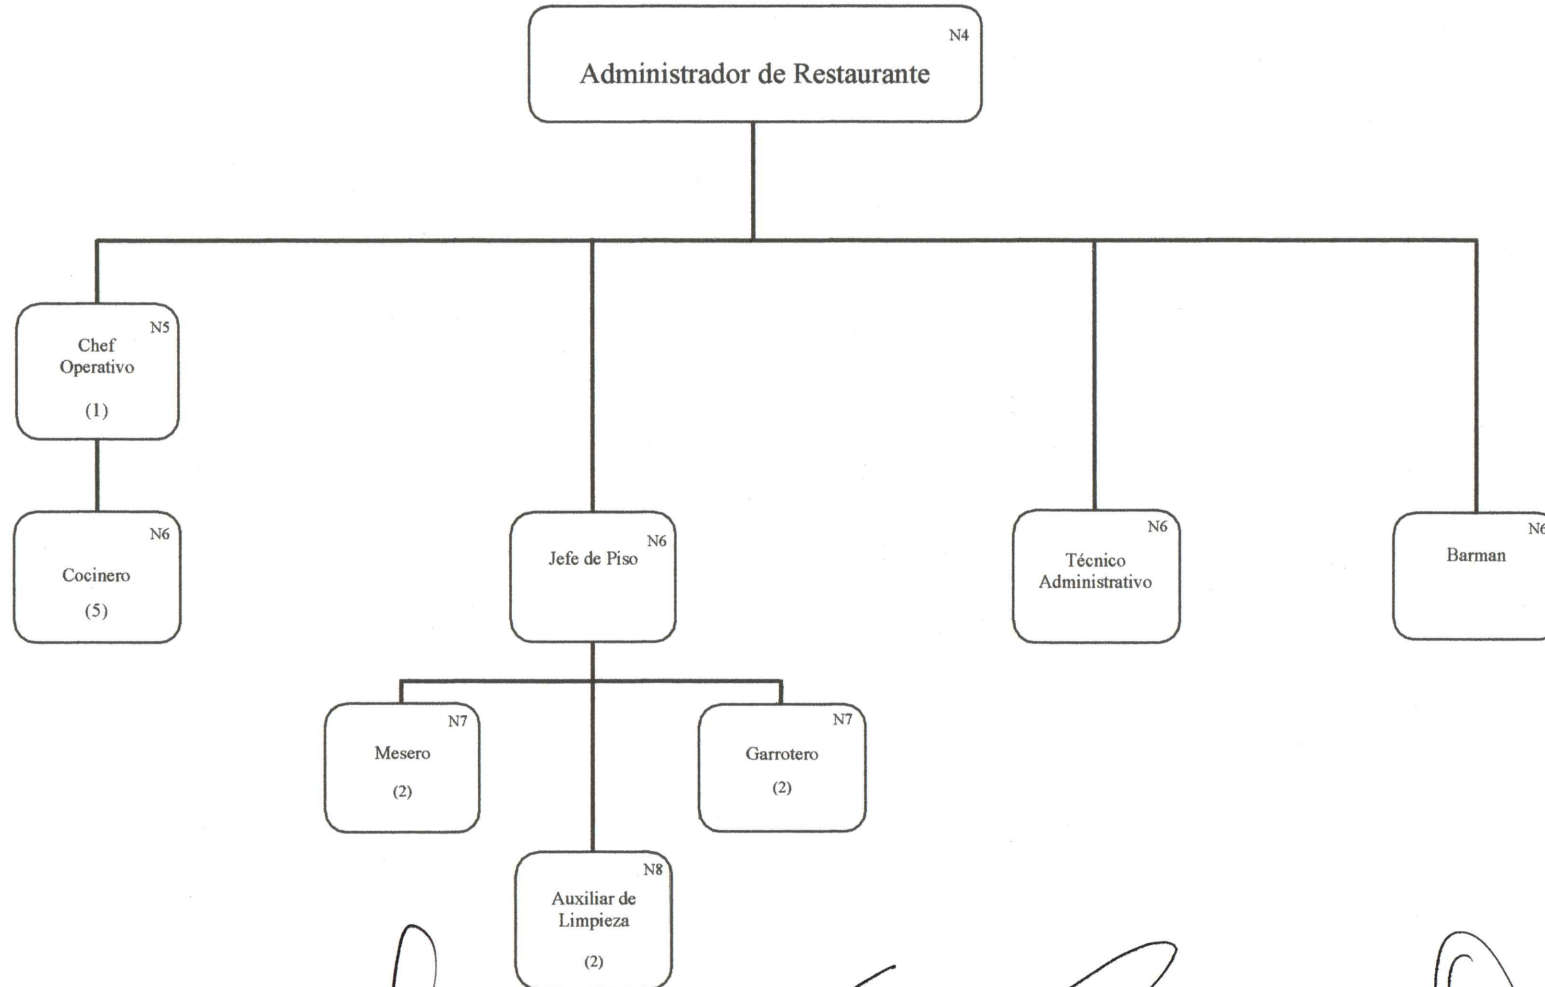 N4
Administrador de Restaurante
N5
Chef
Operativo
(1)
N6
Cocinero
(5)
N6
Jefe de Piso
N6
Técnico
Administrativo
N6
Barman
N7
Mesero
(2)
N7
Garrotero
(2)
N8
Auxiliar de
Limpieza
(2)